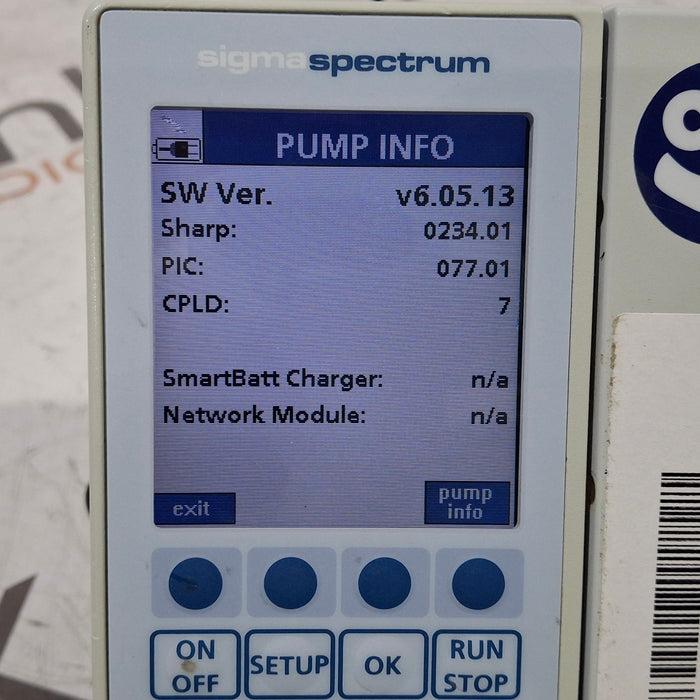 sigmaspectrum
PUMP INFO
SW Ver. v6.05.13
Sharp: 0234.01
PIC: 077.01
CPLD: 7
SmartBatt Charger: n/a
Network Module: n/a
exit
pump
info
ON
OFF
SETUP
OK
RUN
STOP